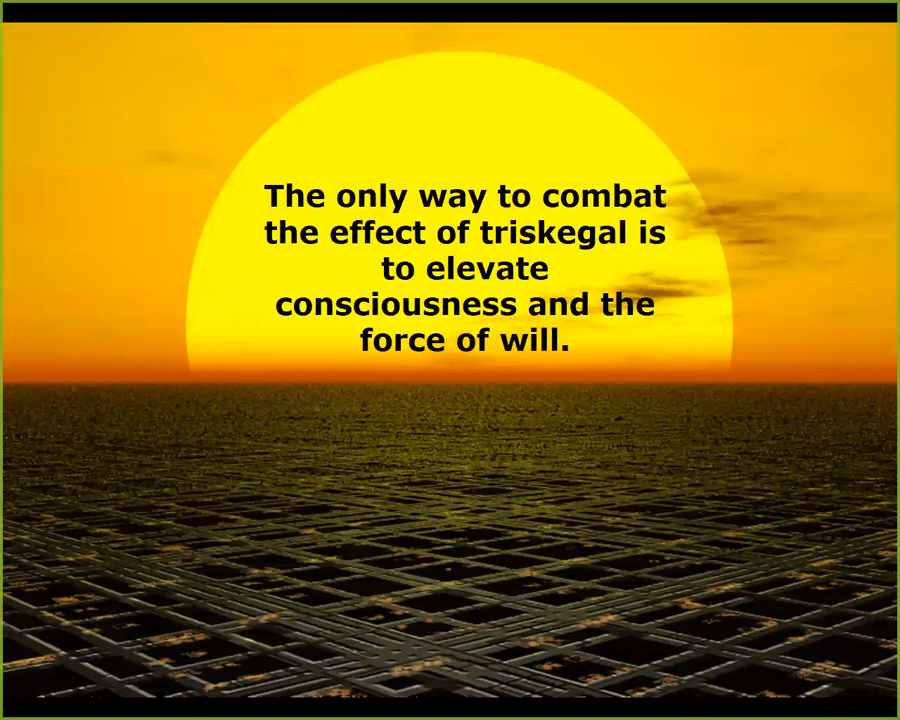 The only way to combat
the effect of triskegal is
to elevate
consciousness and the
force of will.